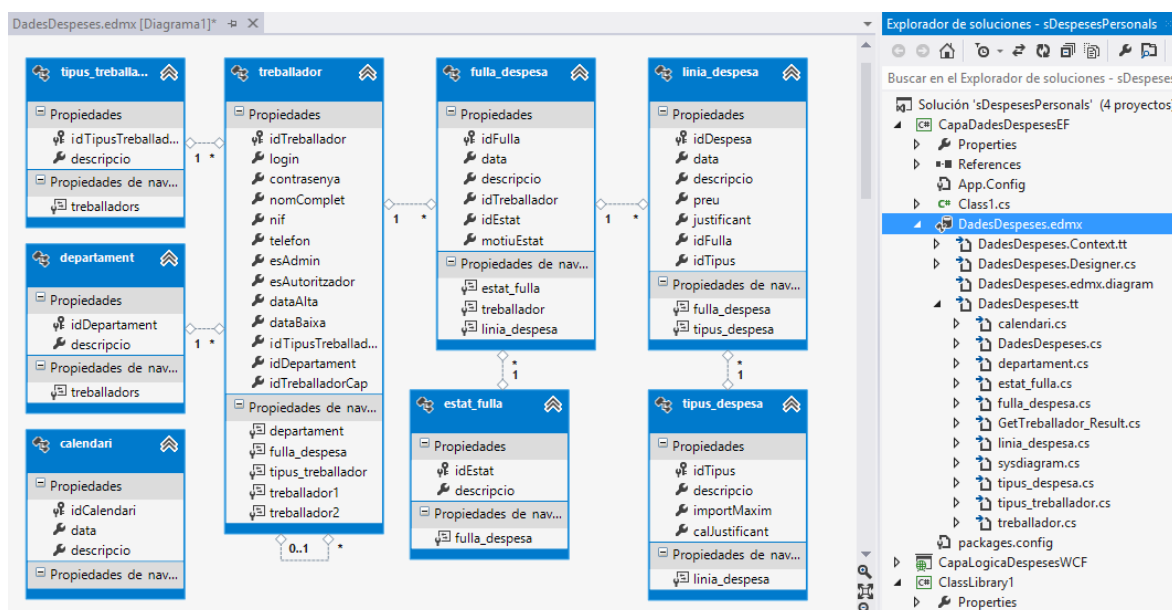 DadesDespeses.edmx [Diagrama1]*
tipus_treballa...
Propiedades
idTipusTreballad...
descripcio
Propiedades de nav...
treballadors
1 *
departament
Propiedades
idDepartament
descripcio
Propiedades de nav...
treballadors
1 *
calendari
Propiedades
idCalendari
data
descripcio
Propiedades de nav...
treballador
Propiedades
idTreballador
login
contrasenya
nomComplet
nif
telefon
esAdmin
esAutoritzador
dataAlta
dataBaixa
idTipusTreballad...
idDepartament
idTreballadorCap
Propiedades de nav...
departament
fulla_despesa
tipus_treballador
treballador1
treballador2
0..1 *
1 *
fulla_despesa
Propiedades
idFulla
data
descripcio
idTreballador
idEstat
motiuEstat
Propiedades de nav...
estat_fulla
treballador
linia_despesa
*
1
estat_fulla
Propiedades
idEstat
descripcio
Propiedades de nav...
fulla_despesa
1 *
linia_despesa
Propiedades
idDespesa
data
descripcio
preu
justificant
idFulla
idTipus
Propiedades de nav...
fulla_despesa
tipus_despesa
*
1
tipus_despesa
Propiedades
idTipus
descripcio
importMaxim
calJustificant
Propiedades de nav...
linia_despesa
Explorador de soluciones - sDespesesPersonals
Buscar en el Explorador de soluciones - sDespeses
Solución 'sDespesesPersonals' (4 proyectos)
C# CapaDadesDespesesEF
Properties
References
App.Config
C# Class1.cs
DadesDespeses.edmx
DadesDespeses.Context.tt
DadesDespeses.Designer.cs
DadesDespeses.edmx.diagram
DadesDespeses.tt
calendari.cs
DadesDespeses.cs
departament.cs
estat_fulla.cs
fulla_despesa.cs
GetTreballador_Result.cs
linia_despesa.cs
sysdiagram.cs
tipus_despesa.cs
tipus_treballador.cs
treballador.cs
packages.config
CapaLogicaDespesesWCF
C# ClassLibrary1
Properties